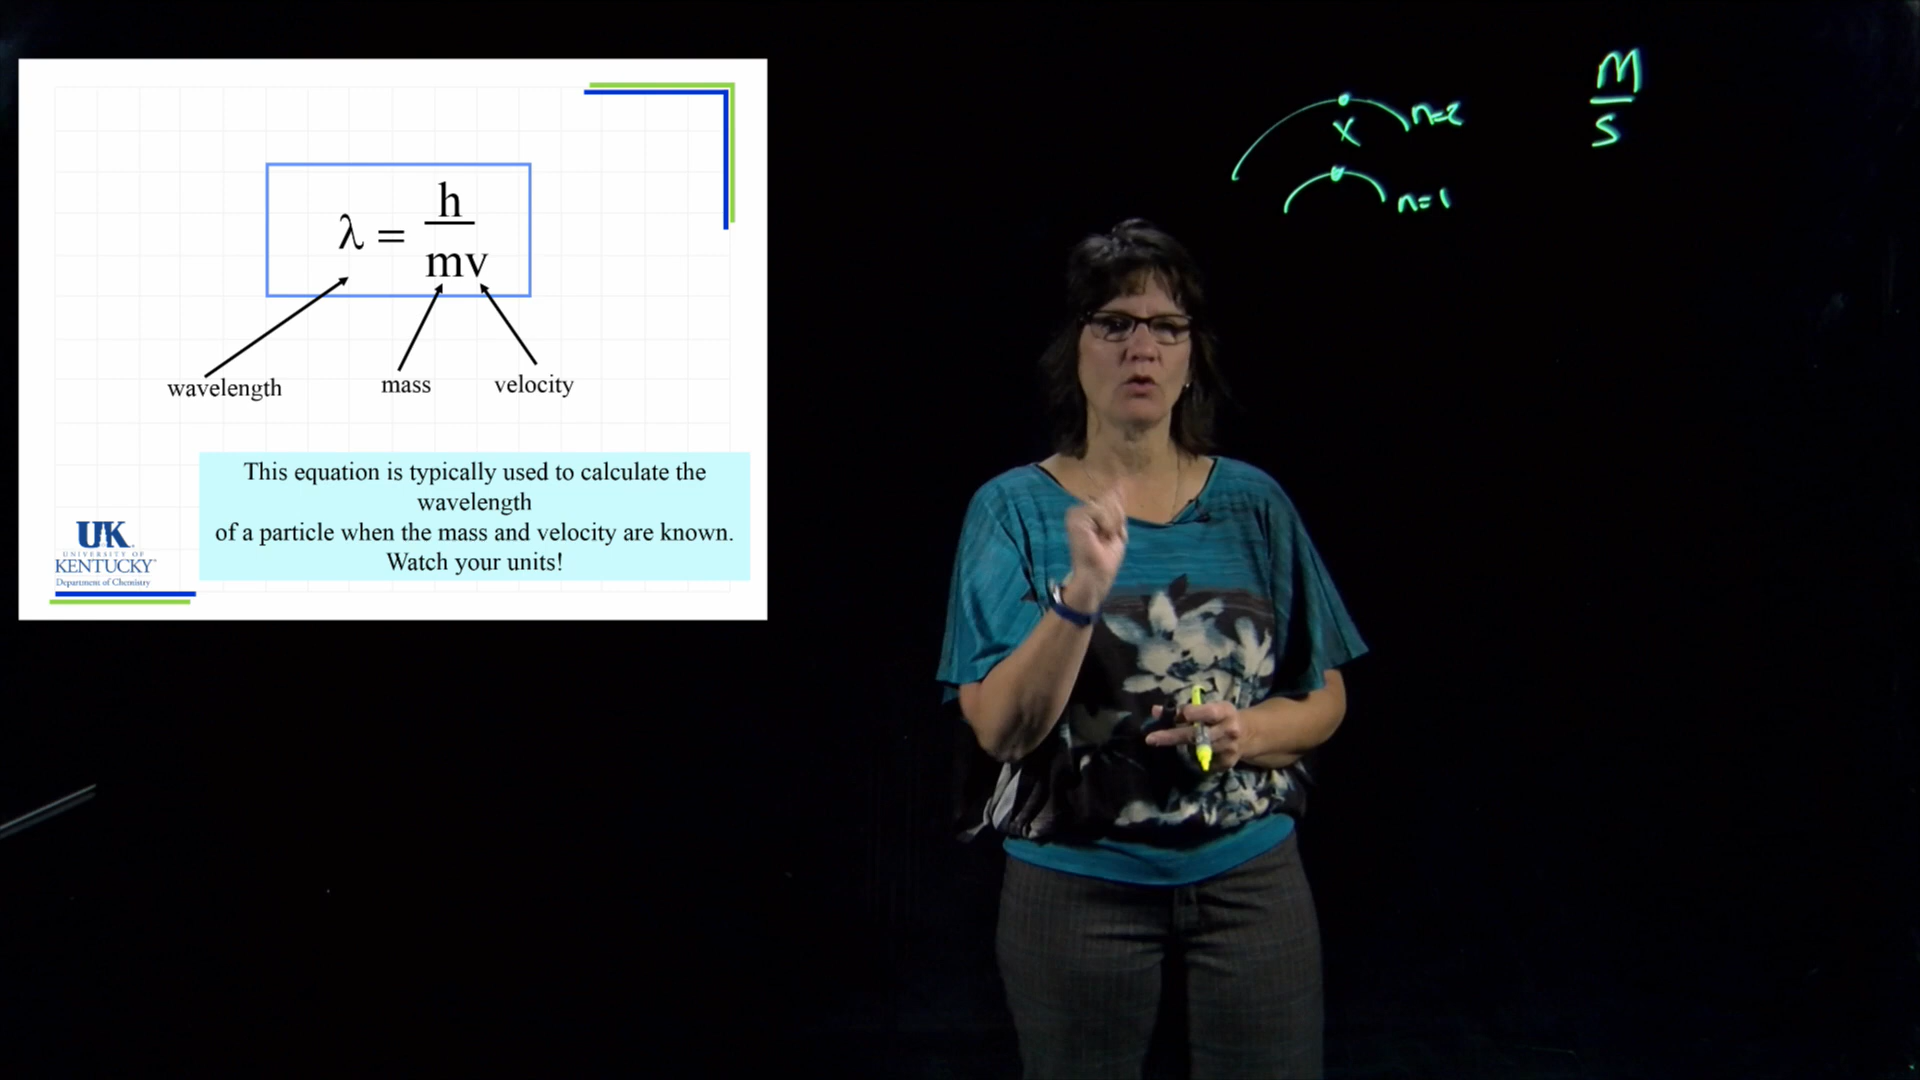 λ = h
mv
wavelength
mass
velocity
This equation is typically used to calculate the
wavelength
of a particle when the mass and velocity are known.
Watch your units!
UK
UNIVERSITY OF
KENTUCKY
Department of Chemistry
n=2
x
n=1
m
s